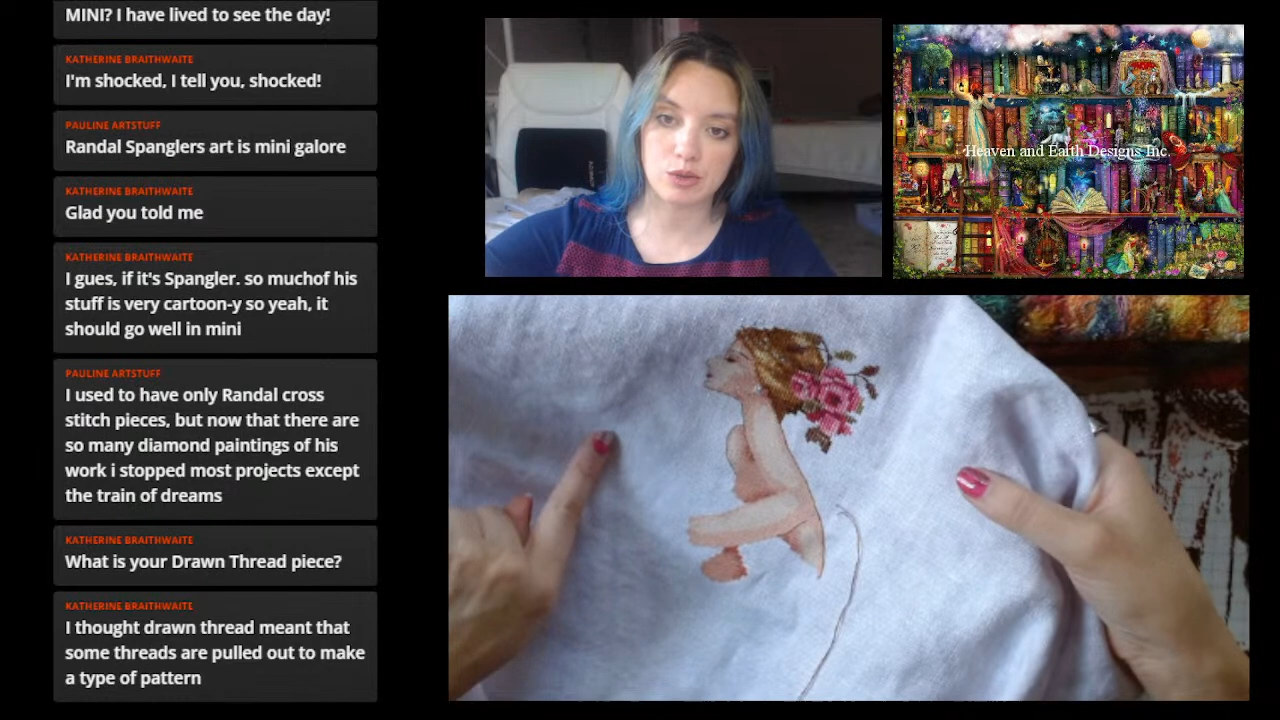 MINI? I have lived to see the day!
KATHERINE BRAITHWAITE
I'm shocked, I tell you, shocked!
PAULINE ARTSTUFF
Randal Spanglers art is mini galore
KATHERINE BRAITHWAITE
Glad you told me
KATHERINE BRAITHWAITE
I gues, if it's Spangler. so muchof his
stuff is very cartoon-y so yeah, it
should go well in mini
PAULINE ARTSTUFF
I used to have only Randal cross
stitch pieces, but now that there are
so many diamond paintings of his
work i stopped most projects except
the train of dreams
KATHERINE BRAITHWAITE
What is your Drawn Thread piece?
KATHERINE BRAITHWAITE
I thought drawn thread meant that
some threads are pulled out to make
a type of pattern
Heaven and Earth Designs Inc.